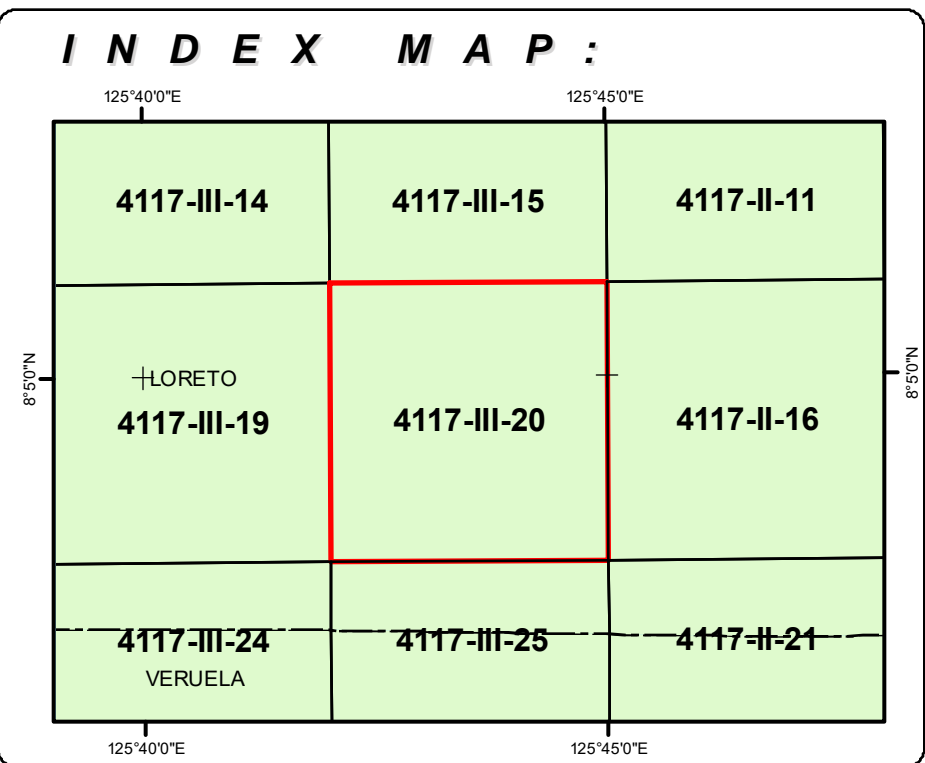 INDEX MAP:
125°40'0"E 125°45'0"E
4117-III-14 4117-III-15 4117-II-11
8°5'0"N 8°5'0"N
LORETO
4117-III-19 4117-III-20 4117-II-16
4117-III-24 4117-III-25 4117-II-21
VERUELA
125°40'0"E 125°45'0"E